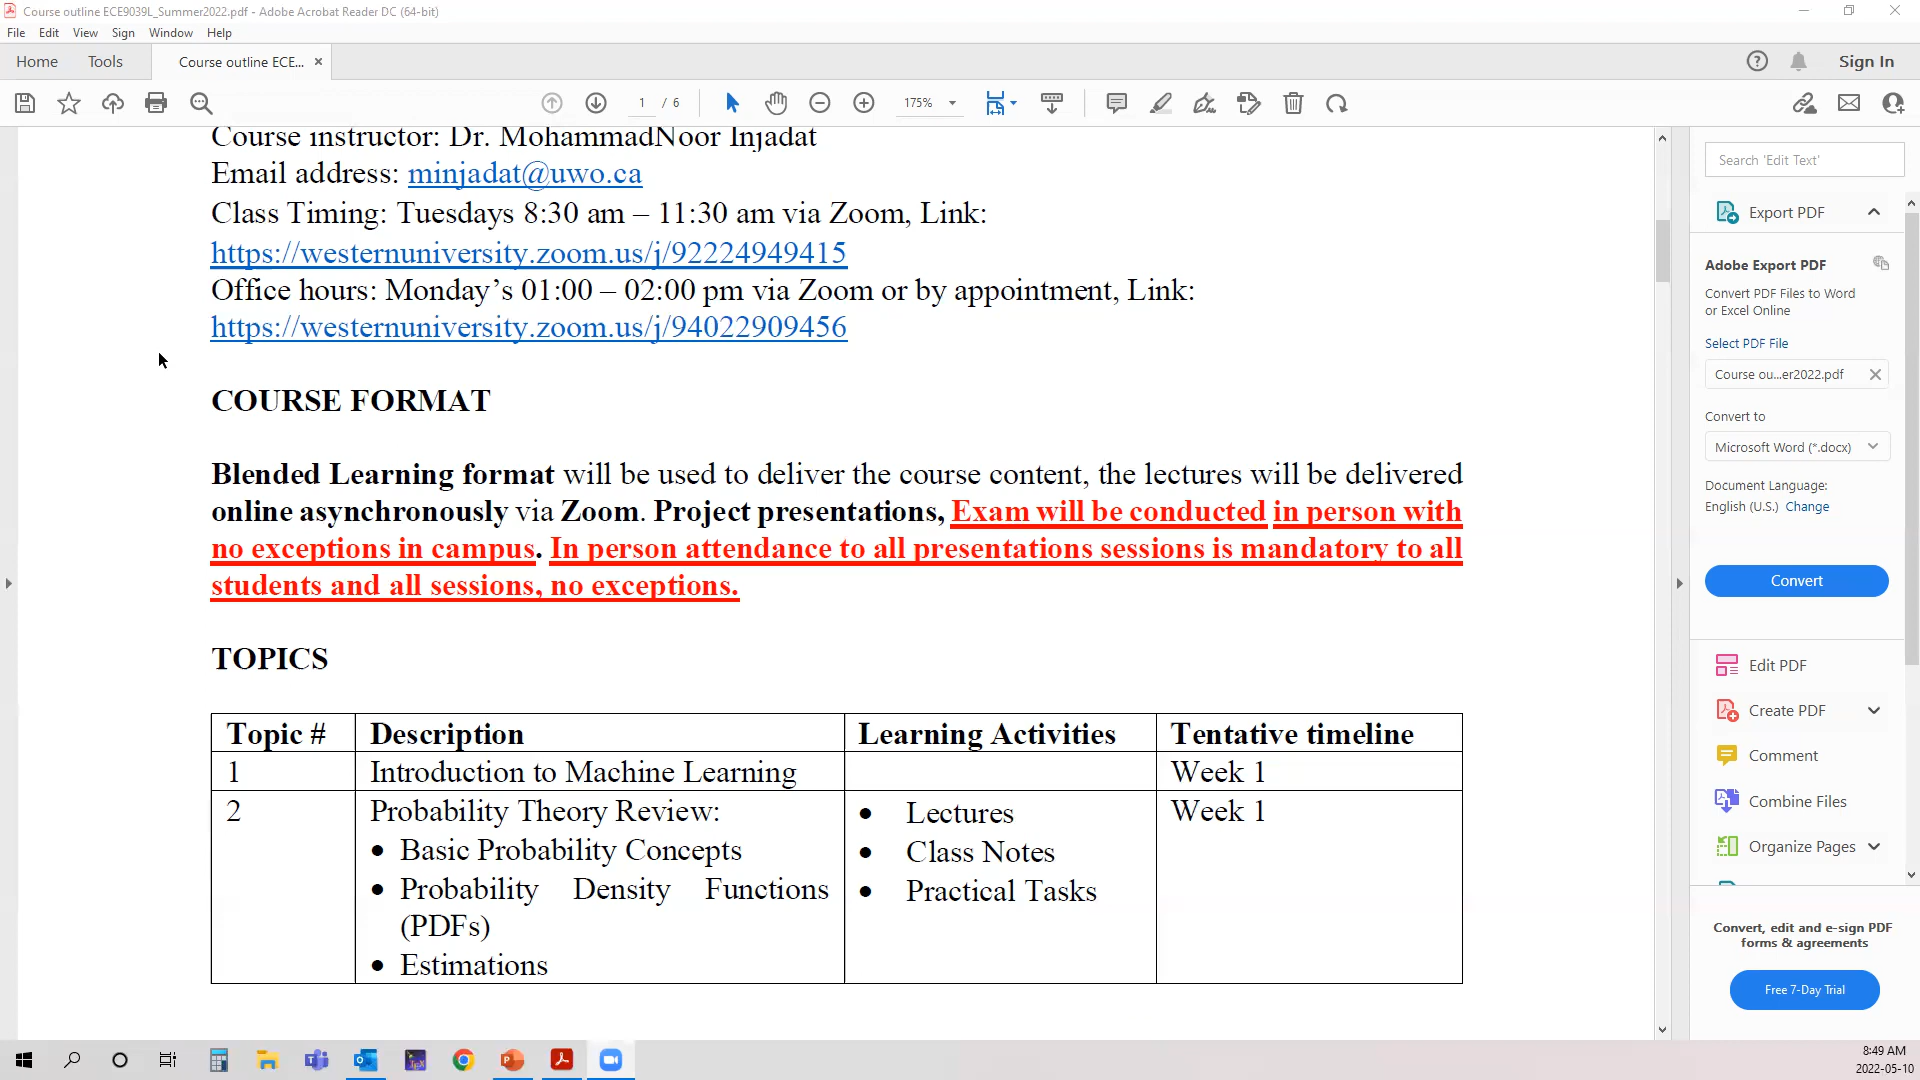 Course outline ECE9039L_Summer2022.pdf - Adobe Acrobat Reader DC (64-bit)
File Edit View Sign Window Help
Home Tools Course outline ECE... × Sign In
1 / 6 175%
Course instructor: Dr. MohammadNoor Injadat
Email address: minjadat@uwo.ca
Class Timing: Tuesdays 8:30 am – 11:30 am via Zoom, Link:
https://westernuniversity.zoom.us/j/92224949415
Office hours: Monday’s 01:00 – 02:00 pm via Zoom or by appointment, Link:
https://westernuniversity.zoom.us/j/94022909456
COURSE FORMAT
Blended Learning format will be used to deliver the course content, the lectures will be delivered
online asynchronously via Zoom. Project presentations, Exam will be conducted in person with
no exceptions in campus. In person attendance to all presentations sessions is mandatory to all
students and all sessions, no exceptions.
TOPICS
Topic # Description Learning Activities Tentative timeline
1 Introduction to Machine Learning Week 1
2 Probability Theory Review: Week 1
• Basic Probability Concepts
• Probability Density Functions
(PDFs)
• Estimations
• Lectures
• Class Notes
• Practical Tasks
Search 'Edit Text'
Export PDF
Adobe Export PDF
Convert PDF Files to Word
or Excel Online
Select PDF File
Course ou...er2022.pdf
Convert to
Microsoft Word (*.docx)
Document Language:
English (U.S.) Change
Convert
Edit PDF
Create PDF
Comment
Combine Files
Organize Pages
Convert, edit and e-sign PDF
forms & agreements
Free 7-Day Trial
8:49 AM
2022-05-10